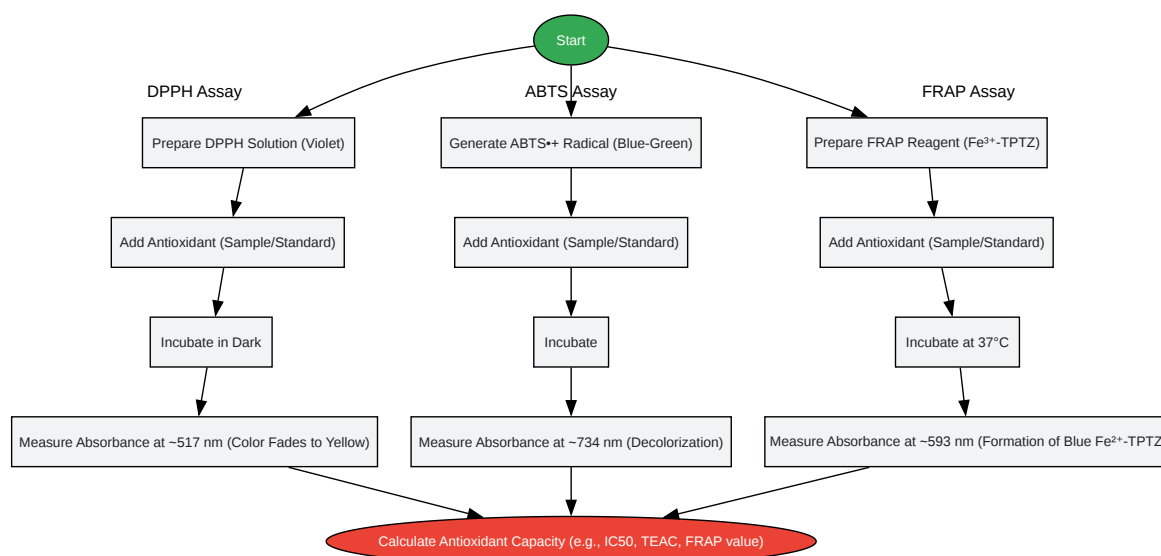 Start
DPPH Assay
ABTS Assay
FRAP Assay
Prepare DPPH Solution (Violet)
Generate ABTS•+ Radical (Blue-Green)
Prepare FRAP Reagent (Fe³⁺-TPTZ)
Add Antioxidant (Sample/Standard)
Add Antioxidant (Sample/Standard)
Add Antioxidant (Sample/Standard)
Incubate in Dark
Incubate
Incubate at 37°C
Measure Absorbance at ~517 nm (Color Fades to Yellow)
Measure Absorbance at ~734 nm (Decolorization)
Measure Absorbance at ~593 nm (Formation of Blue Fe²⁺-TPTZ
Calculate Antioxidant Capacity (e.g., IC50, TEAC, FRAP value)